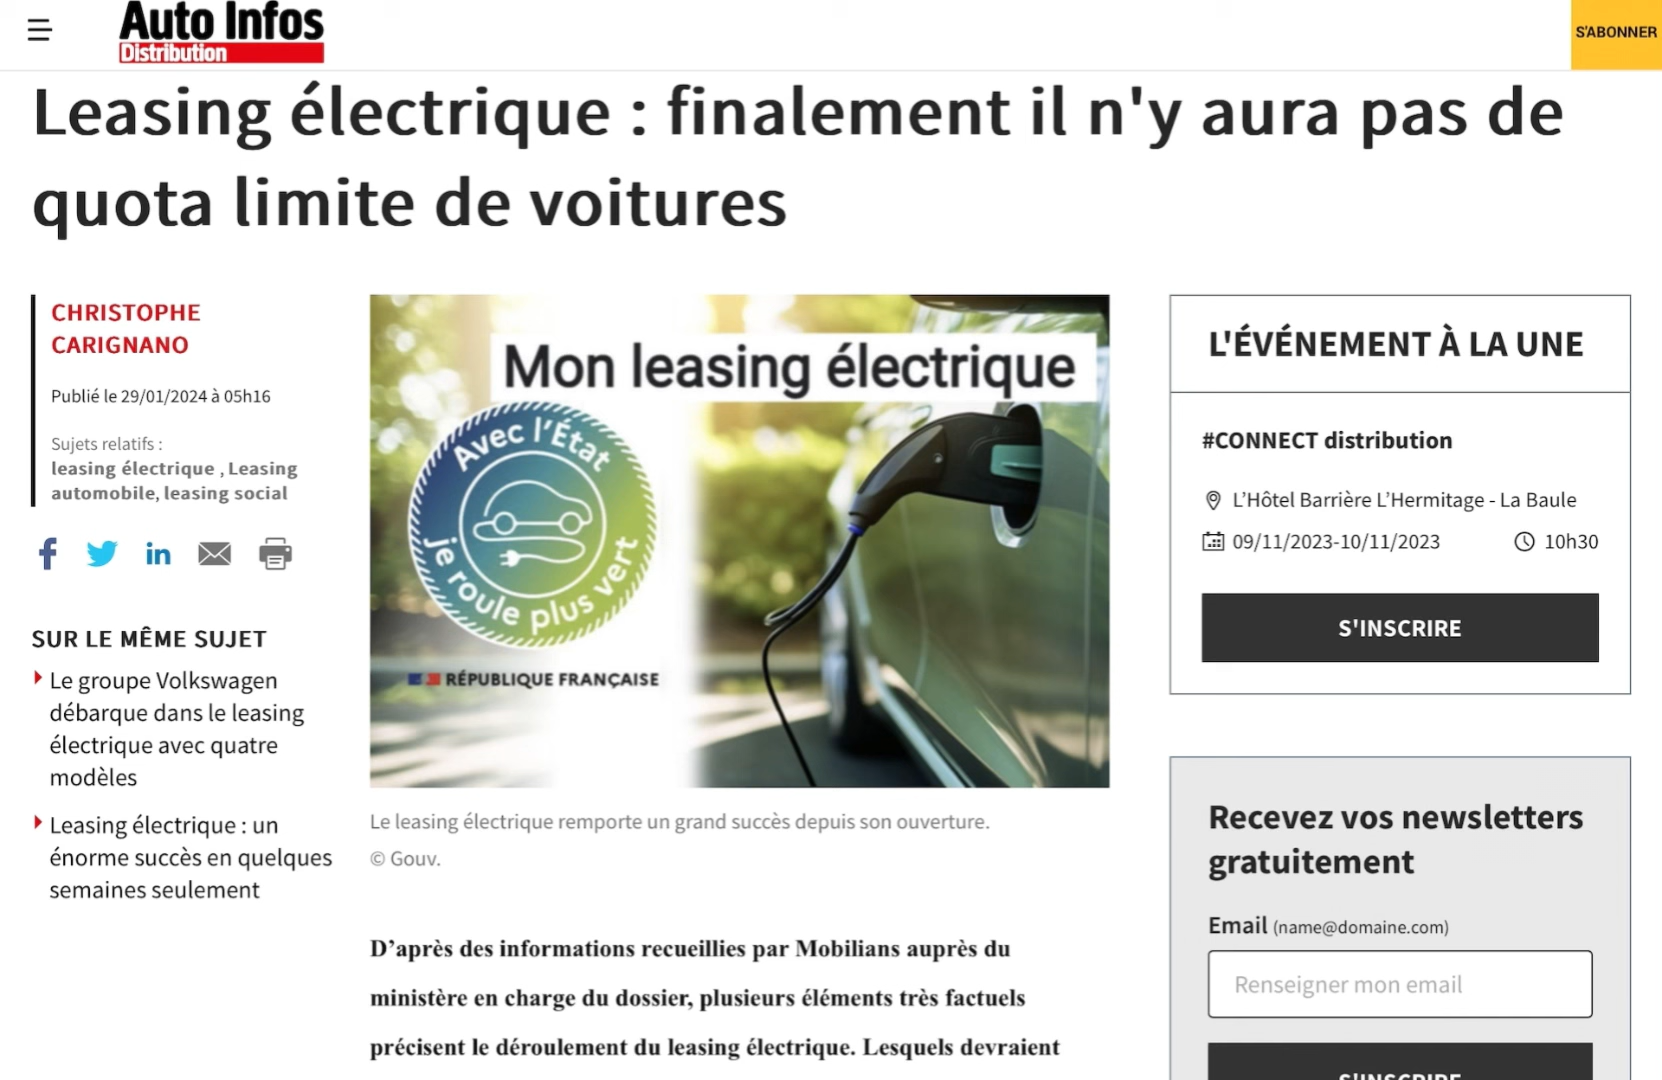 Auto Infos
Distribution
S'ABONNER
Leasing électrique : finalement il n'y aura pas de
quota limite de voitures
CHRISTOPHE
CARIGNANO
Publié le 29/01/2024 à 05h16
Sujets relatifs :
leasing électrique , Leasing
automobile, leasing social
SUR LE MÊME SUJET
Le groupe Volkswagen
débarque dans le leasing
électrique avec quatre
modèles
Leasing électrique : un
énorme succès en quelques
semaines seulement
Mon leasing électrique
Avec l'État
je roule plus vert
RÉPUBLIQUE FRANÇAISE
Le leasing électrique remporte un grand succès depuis son ouverture.
© Gouv.
D’après des informations recueillies par Mobilians auprès du
ministère en charge du dossier, plusieurs éléments très factuels
précisent le déroulement du leasing électrique. Lesquels devraient
L'ÉVÉNEMENT À LA UNE
#CONNECT distribution
L’Hôtel Barrière L’Hermitage - La Baule
09/11/2023-10/11/2023 10h30
S'INSCRIRE
Recevez vos newsletters
gratuitement
Email (name@domaine.com)
Renseigner mon email
S'INSCRIRE